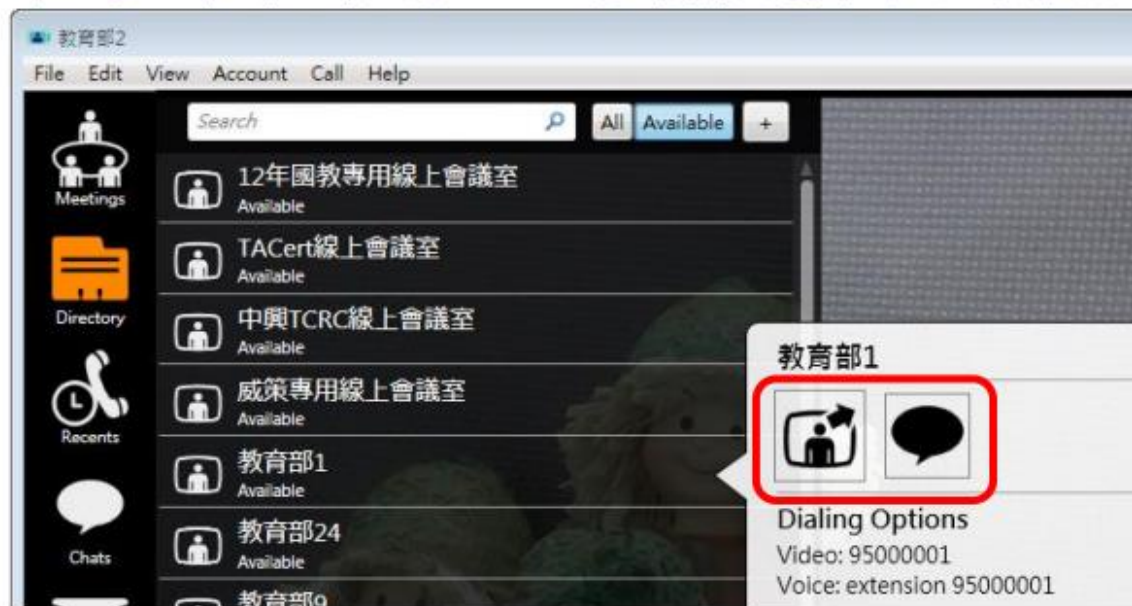 教育部2
File Edit View Account Call Help
Search
All Available +
Meetings
Directory
Recents
Chats
12年國教專用線上會議室
Available
TACert線上會議室
Available
中興TCRC線上會議室
Available
威策專用線上會議室
Available
教育部1
Available
教育部24
Available
教育部9
教育部1
Dialing Options
Video: 95000001
Voice: extension 95000001